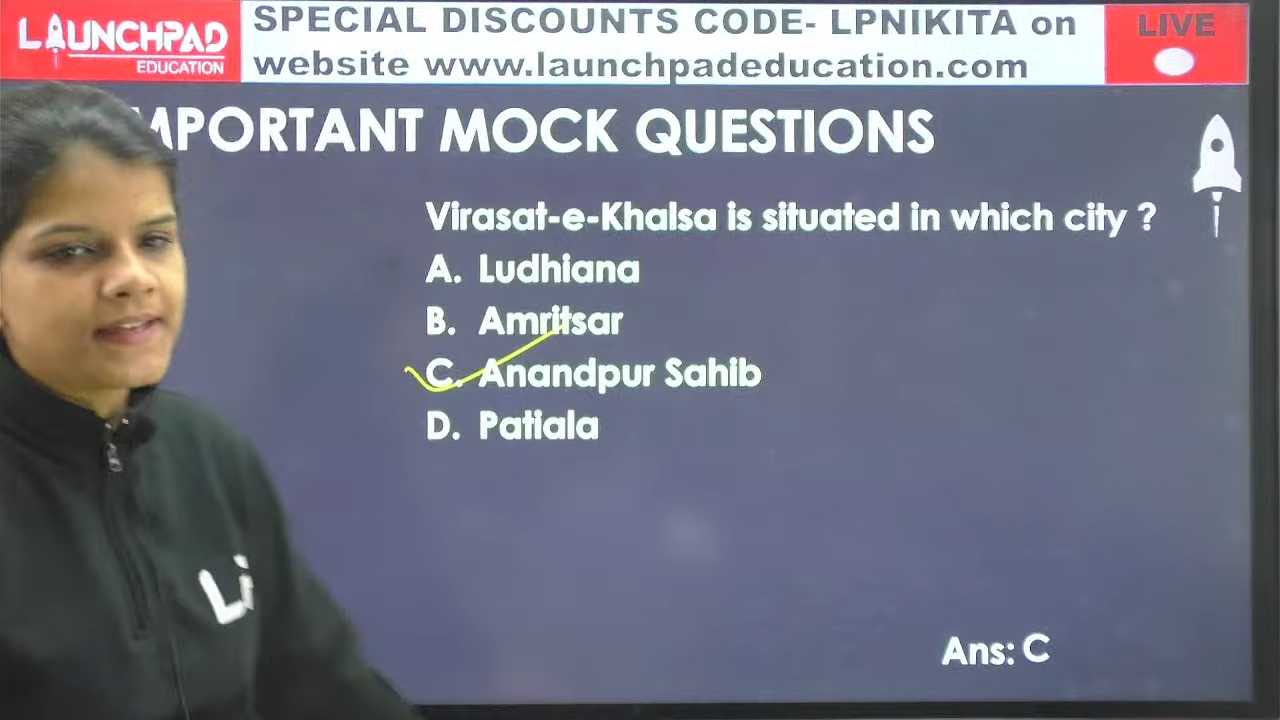 LAUNCHPAD
EDUCATION
SPECIAL DISCOUNTS CODE- LPNIKITA on
website www.launchpadeducation.com
LIVE
MPORTANT MOCK QUESTIONS
Virasat-e-Khalsa is situated in which city ?
A. Ludhiana
B. Amritsar
C. Anandpur Sahib
D. Patiala
Ans: C